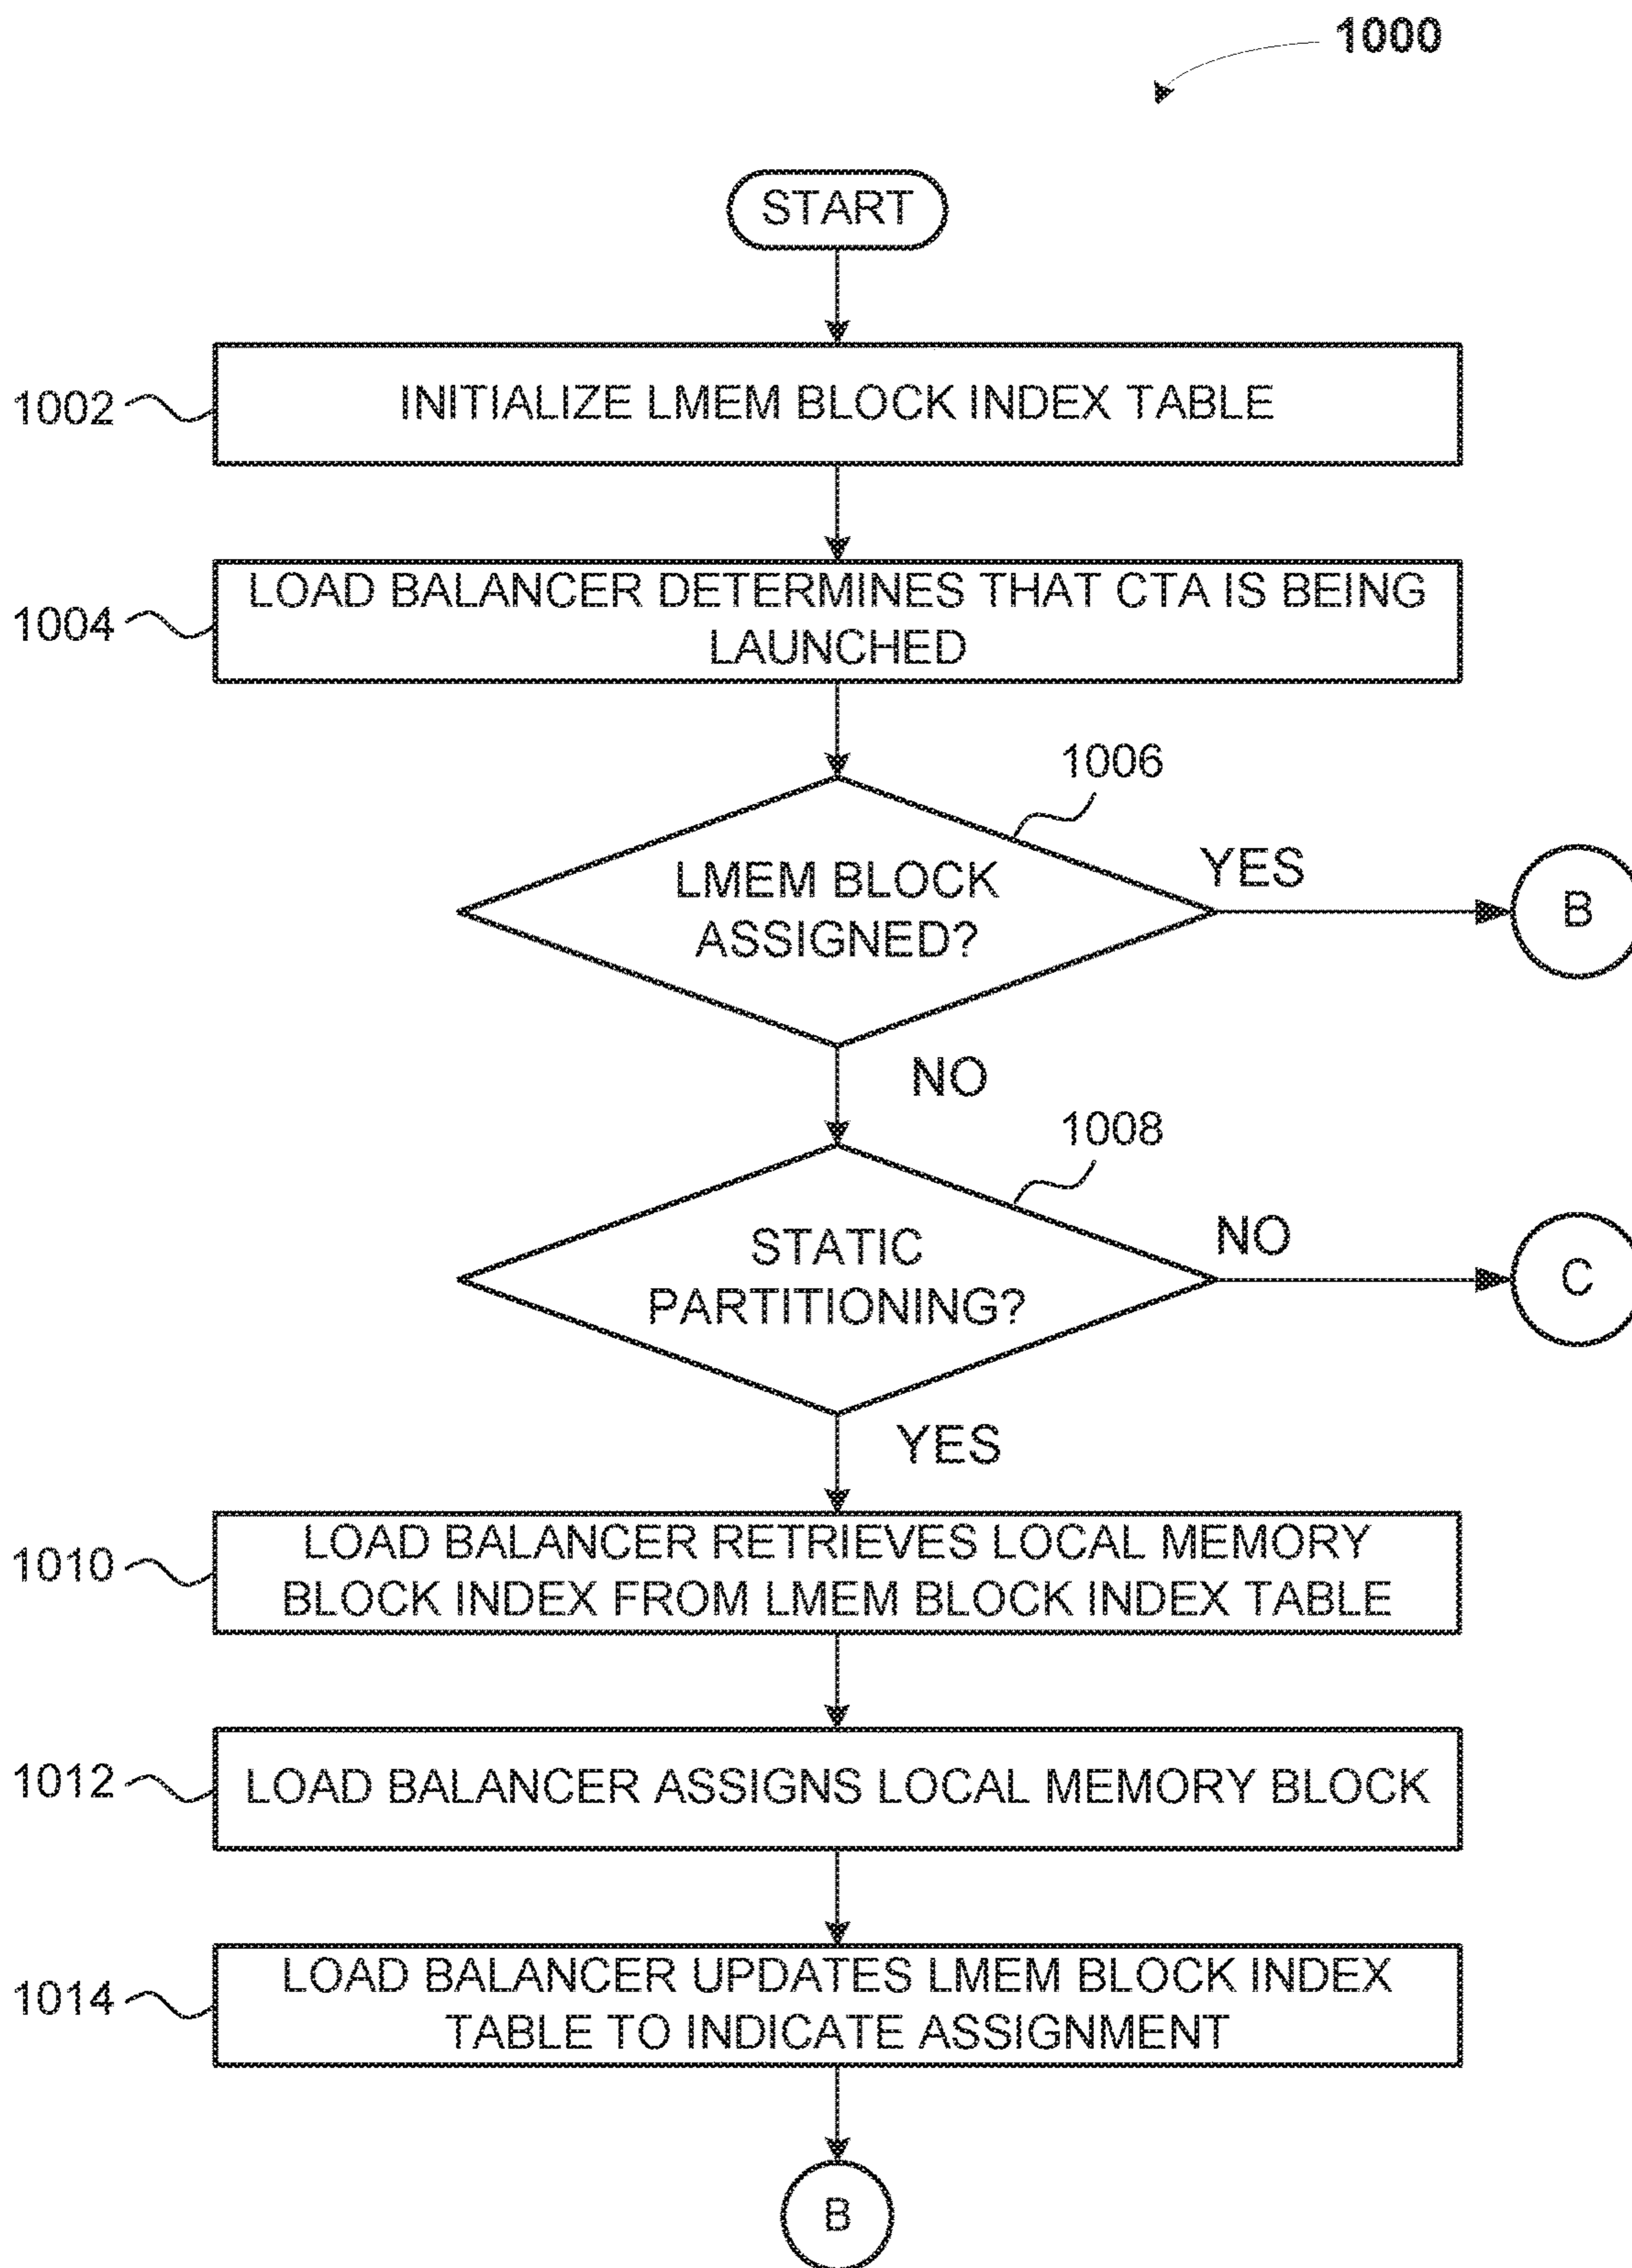 1000
START
1002
INITIALIZE LMEM BLOCK INDEX TABLE
1004
LOAD BALANCER DETERMINES THAT CTA IS BEING
LAUNCHED
1006
LMEM BLOCK
ASSIGNED?
YES
B
NO
1008
STATIC
PARTITIONING?
NO
C
YES
1010
LOAD BALANCER RETRIEVES LOCAL MEMORY
BLOCK INDEX FROM LMEM BLOCK INDEX TABLE
1012
LOAD BALANCER ASSIGNS LOCAL MEMORY BLOCK
1014
LOAD BALANCER UPDATES LMEM BLOCK INDEX
TABLE TO INDICATE ASSIGNMENT
B